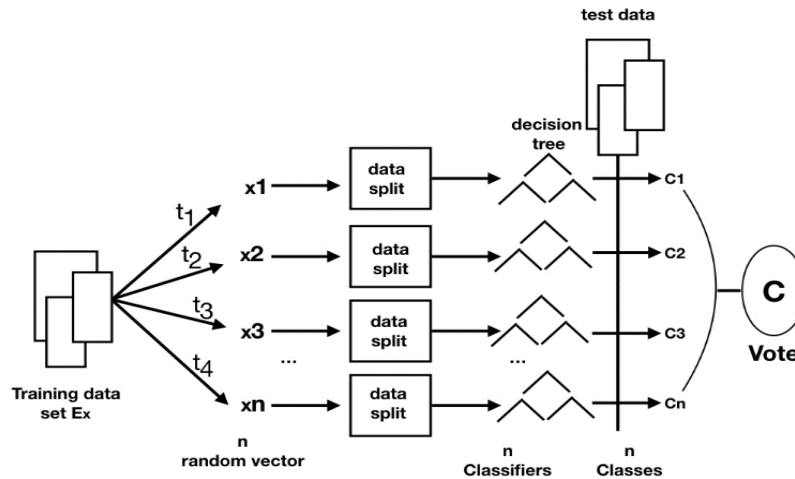 test data
decision
tree
x1
data
split
C1
t1
t2
x2
data
split
C2
C
t3
x3
data
split
C3
Vote
...
...
t4
Training data
set Ex
xn
data
split
Cn
n
random vector
n
Classifiers
n
Classes